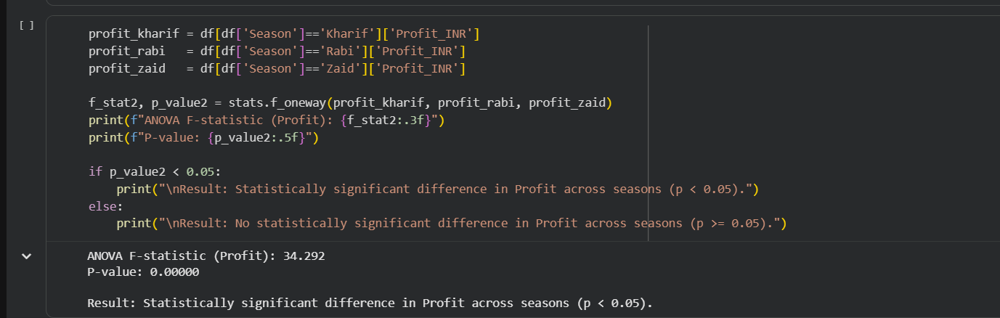 [ ]
profit_kharif = df[df['Season']=='Kharif']['Profit_INR']
profit_rabi   = df[df['Season']=='Rabi']['Profit_INR']
profit_zaid   = df[df['Season']=='Zaid']['Profit_INR']
f_stat2, p_value2 = stats.f_oneway(profit_kharif, profit_rabi, profit_zaid)
print(f"ANOVA F-statistic (Profit): {f_stat2:.3f}")
print(f"P-value: {p_value2:.5f}")
if p_value2 < 0.05:
    print("\nResult: Statistically significant difference in Profit across seasons (p < 0.05).")
else:
    print("\nResult: No statistically significant difference in Profit across seasons (p >= 0.05).")
ANOVA F-statistic (Profit): 34.292
P-value: 0.00000
Result: Statistically significant difference in Profit across seasons (p < 0.05).